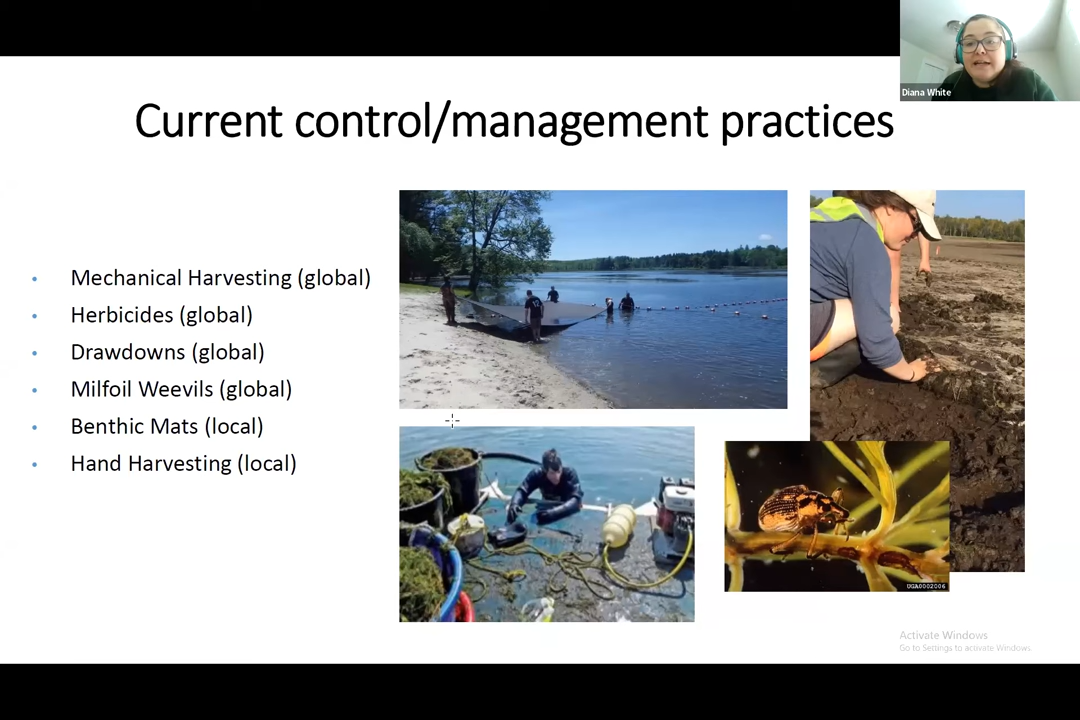 Diana White
Current control/management practices
• Mechanical Harvesting (global)
• Herbicides (global)
• Drawdowns (global)
• Milfoil Weevils (global)
• Benthic Mats (local)
• Hand Harvesting (local)
UGA0002006
Activate Windows
Go to Settings to activate Windows.